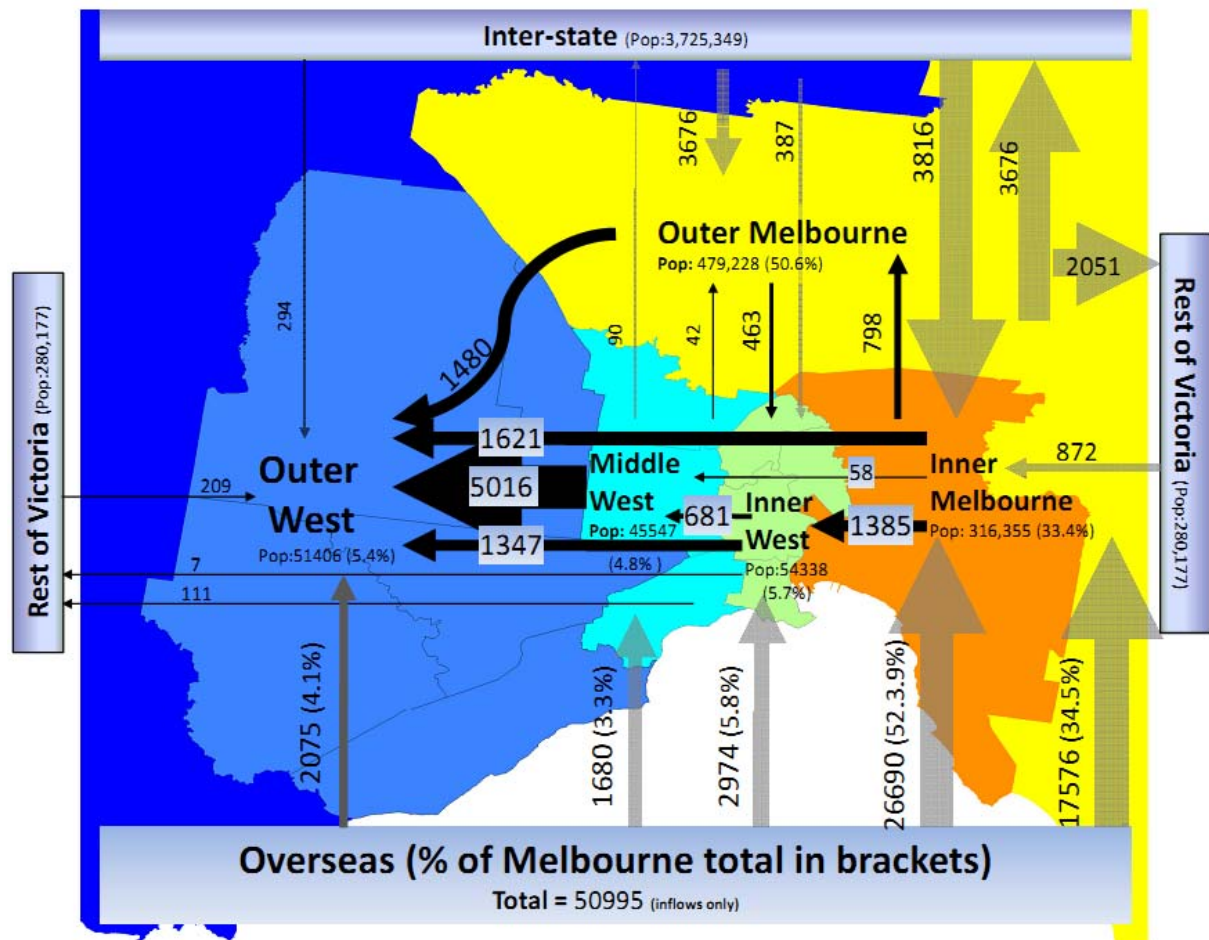 Inter-state (Pop:3,725,349)
3676
387
3816
3676
Outer Melbourne
Pop: 479,228 (50.6%)
2051
Rest of Victoria (Pop:280,177)
294
90
42
463
798
1480
1621
872
Rest of Victoria (Pop:280,177)
Outer
West
Pop:51406 (5.4%)
209
5016
Middle
West
Pop: 45547
(4.8% )
58
Inner
Melbourne
Pop: 316,355 (33.4%)
681
Inner
West
Pop:54338
(5.7%)
1385
1347
7
111
2075 (4.1%)
1680 (3.3%)
2974 (5.8%)
26690 (52.3.9%)
17576 (34.5%)
Overseas (% of Melbourne total in brackets)
Total = 50995 (inflows only)